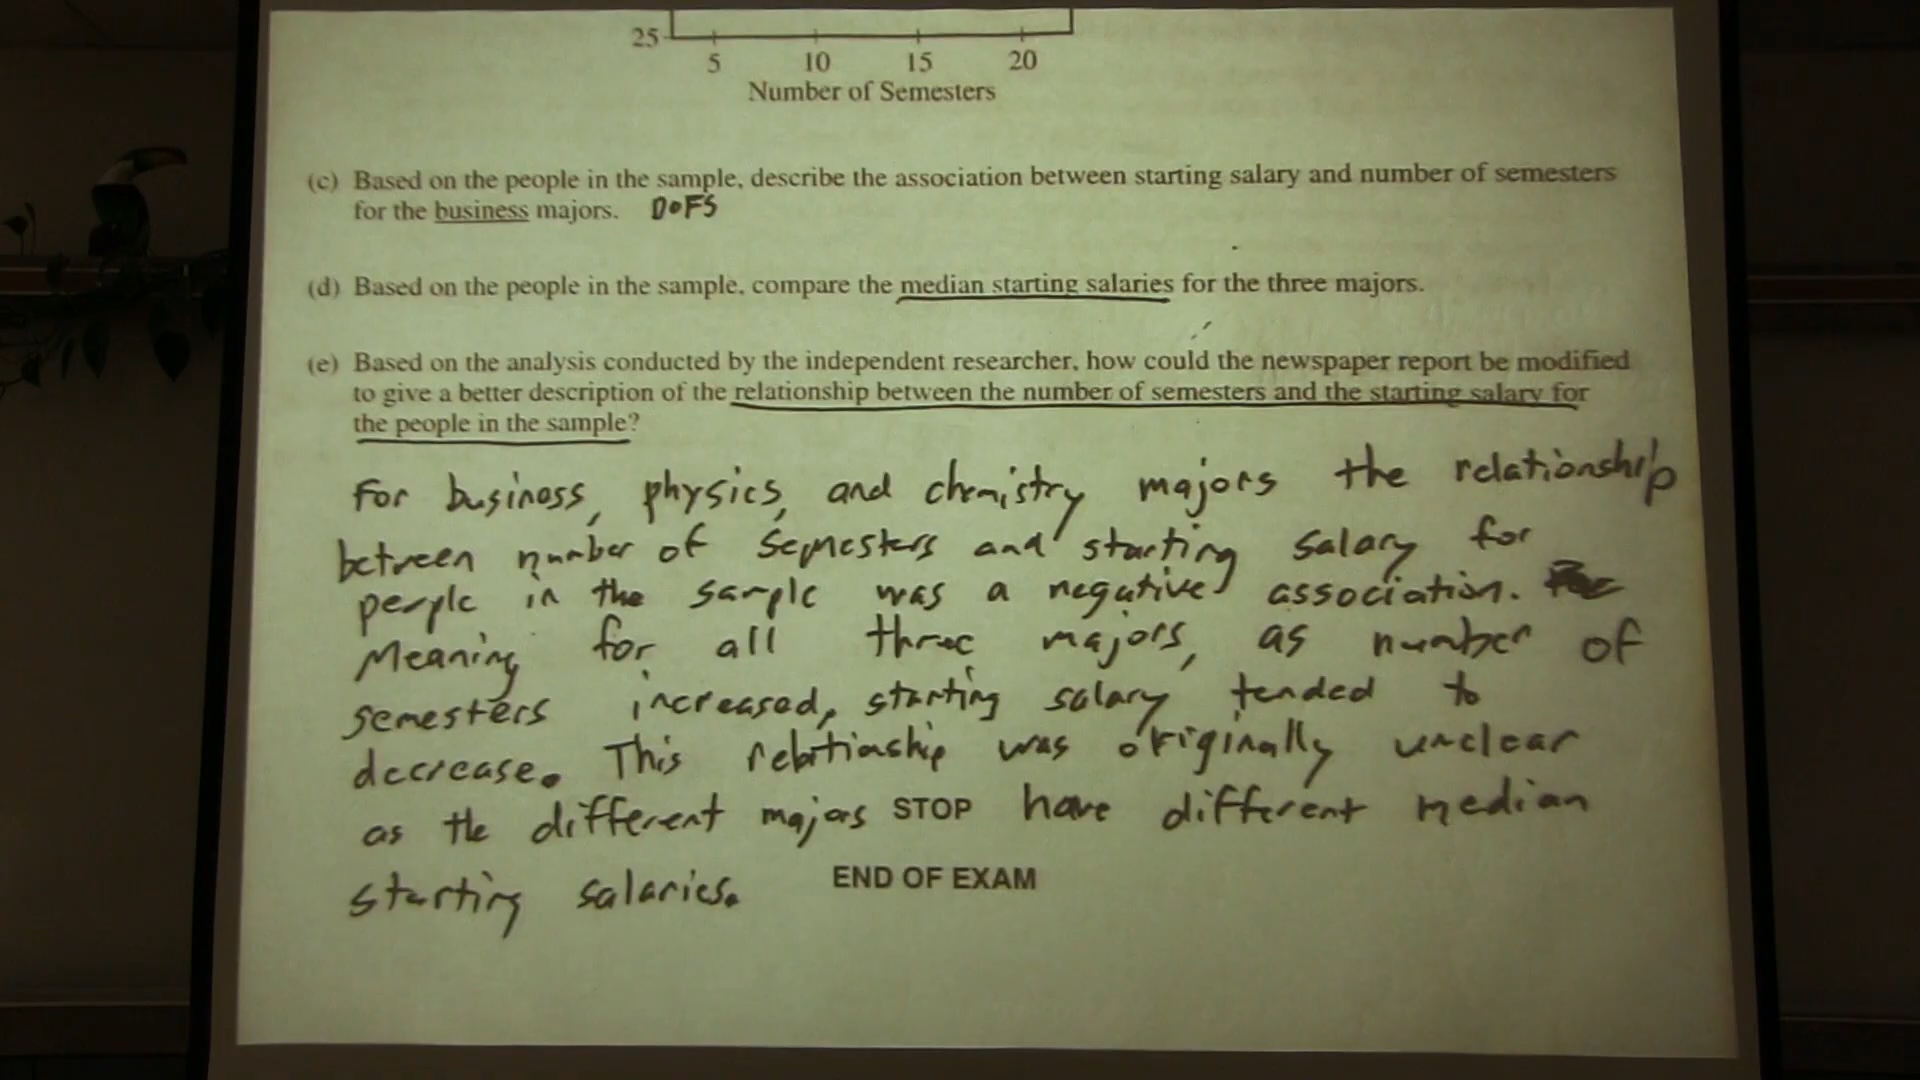 25
5 10 15 20
Number of Semesters
(c) Based on the people in the sample, describe the association between starting salary and number of semesters
for the business majors. DOFS
(d) Based on the people in the sample, compare the median starting salaries for the three majors.
(e) Based on the analysis conducted by the independent researcher, how could the newspaper report be modified
to give a better description of the relationship between the number of semesters and the starting salary for
the people in the sample?
For business, physics, and chemistry majors the relationship
between number of semesters and starting salary for
people in the sample was a negative association.
Meaning for all three majors, as number of
semesters increased, starting salary tended to
decrease. This relationship was originally unclear
as the different majors STOP have different median
starting salaries. END OF EXAM